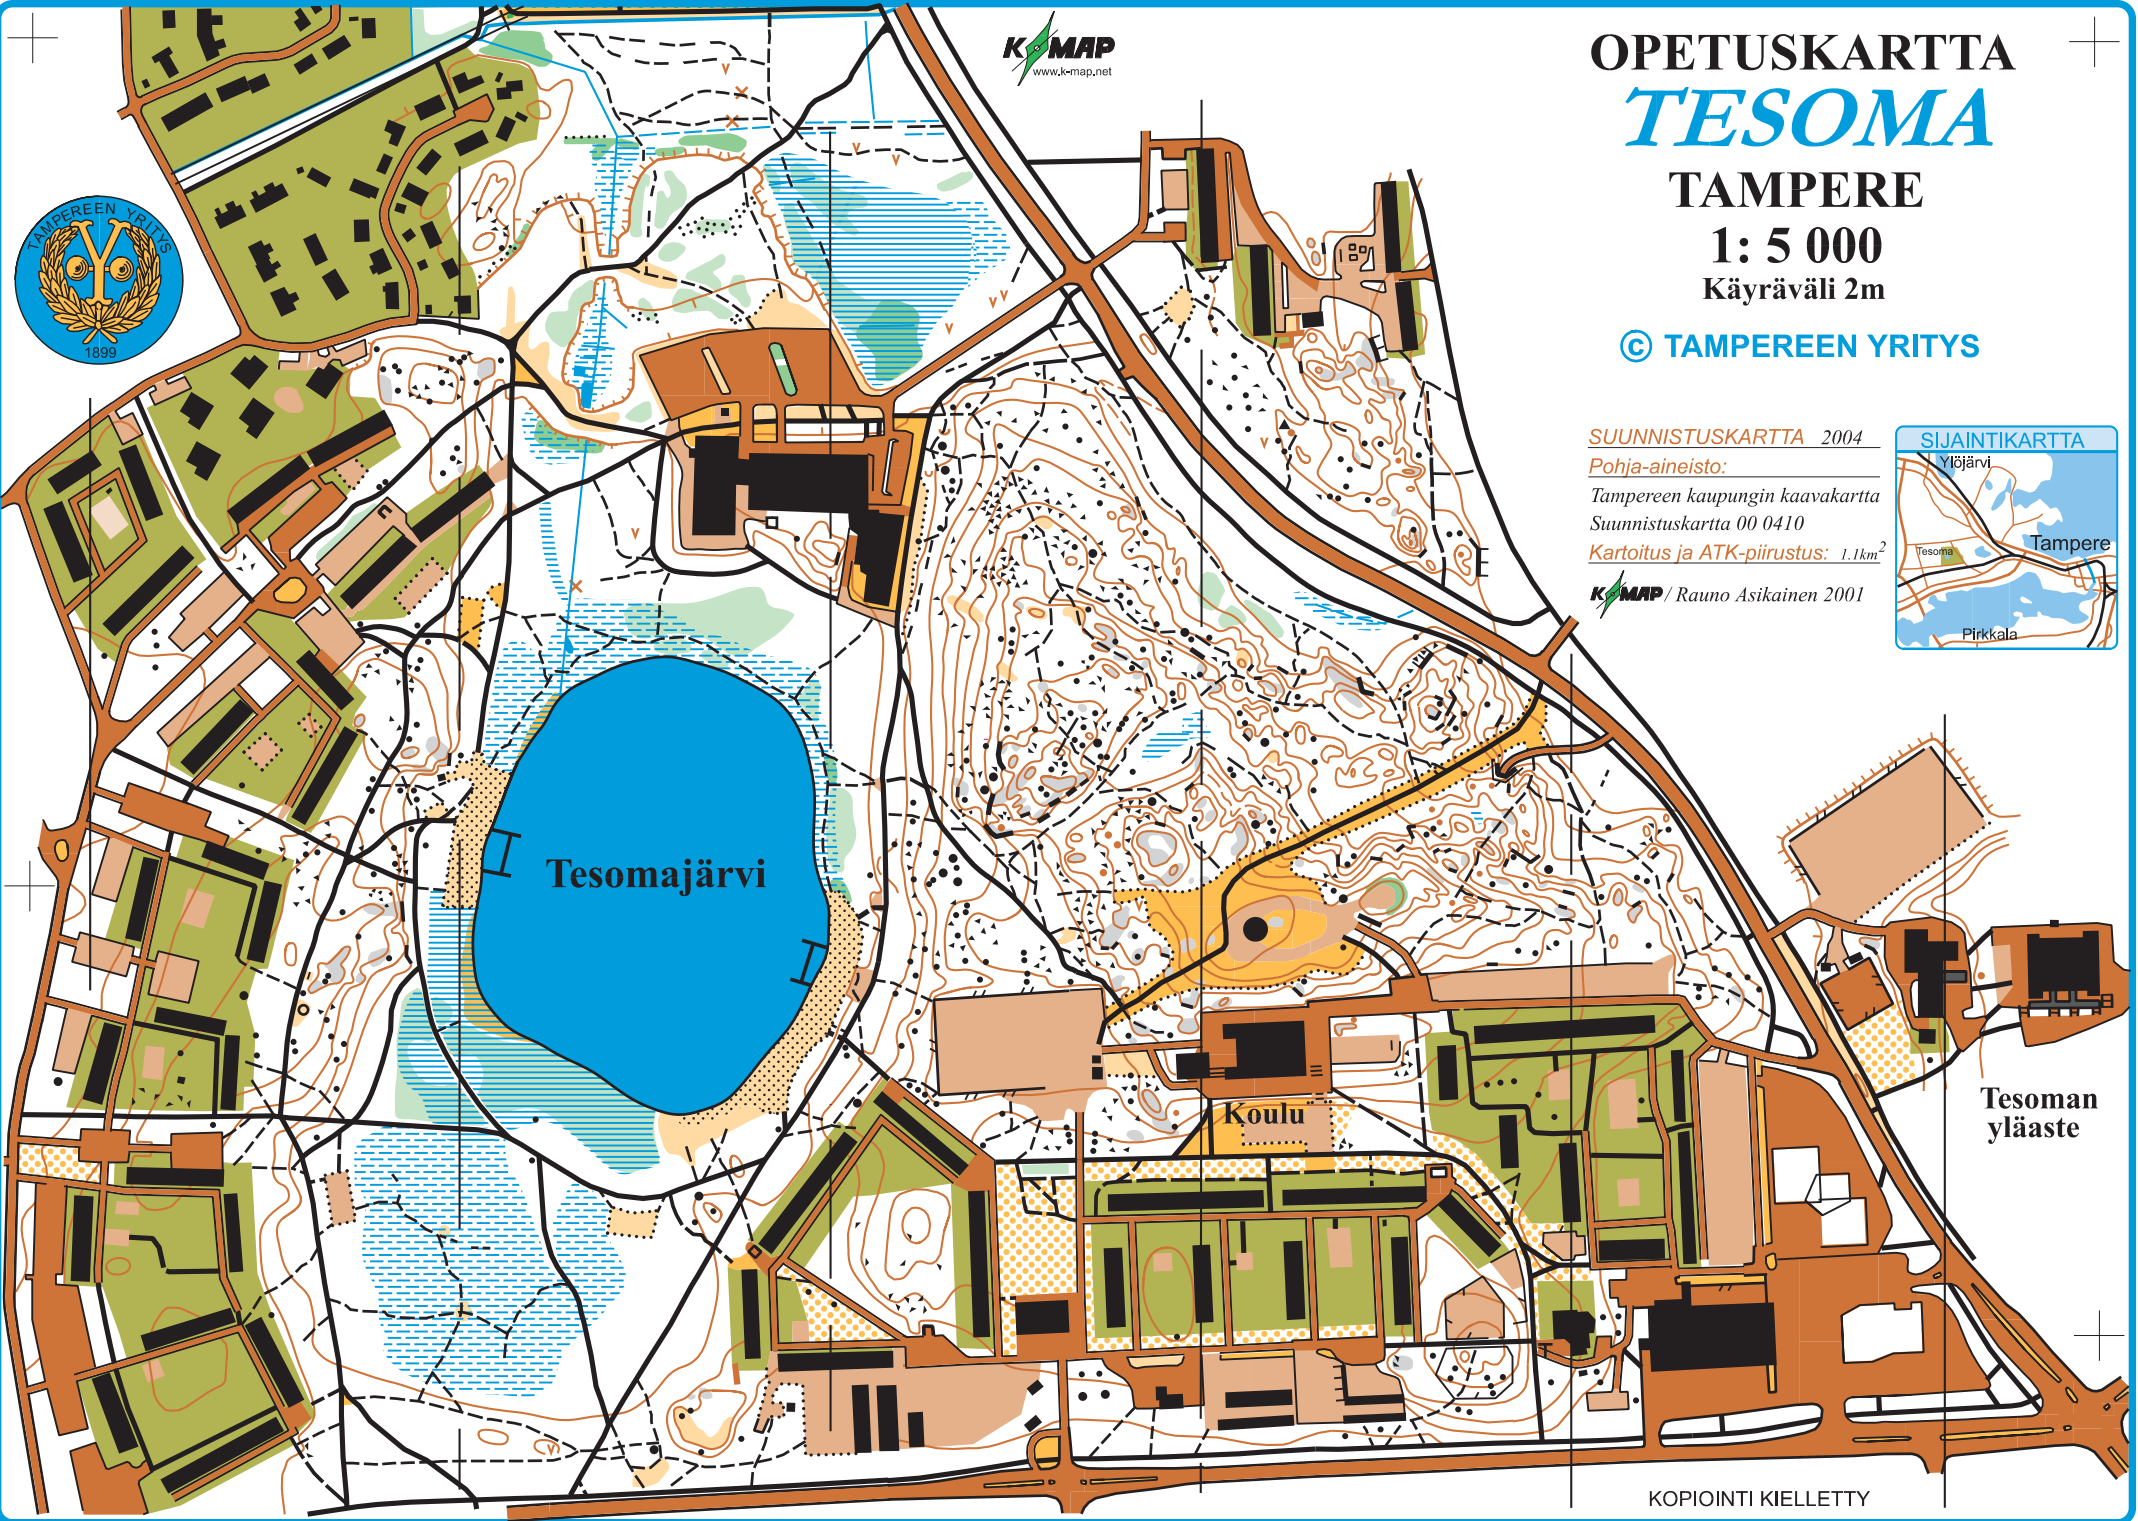 K MAP
www.k-map.net
OPETUSKARTTA
TESOMA
TAMPERE
1: 5 000
Käyräväli 2m
© TAMPEREEN YRITYS
TAMPEREEN YRITYS
Y
1899
SUUNNISTUSKARTTA 2004
Pohja-aineisto:
Tampereen kaupungin kaavakartta
Suunnistuskartta 00 0410
Kartoitus ja ATK-piirustus: 1.1km²
K MAP / Rauno Asikainen 2001
SIJAINTIKARTTA
Ylöjärvi
Tesoma
Tampere
Pirkkala
Tesomajärvi
Koulu
Tesoman
yläaste
KOPIOINTI KIELLETTY